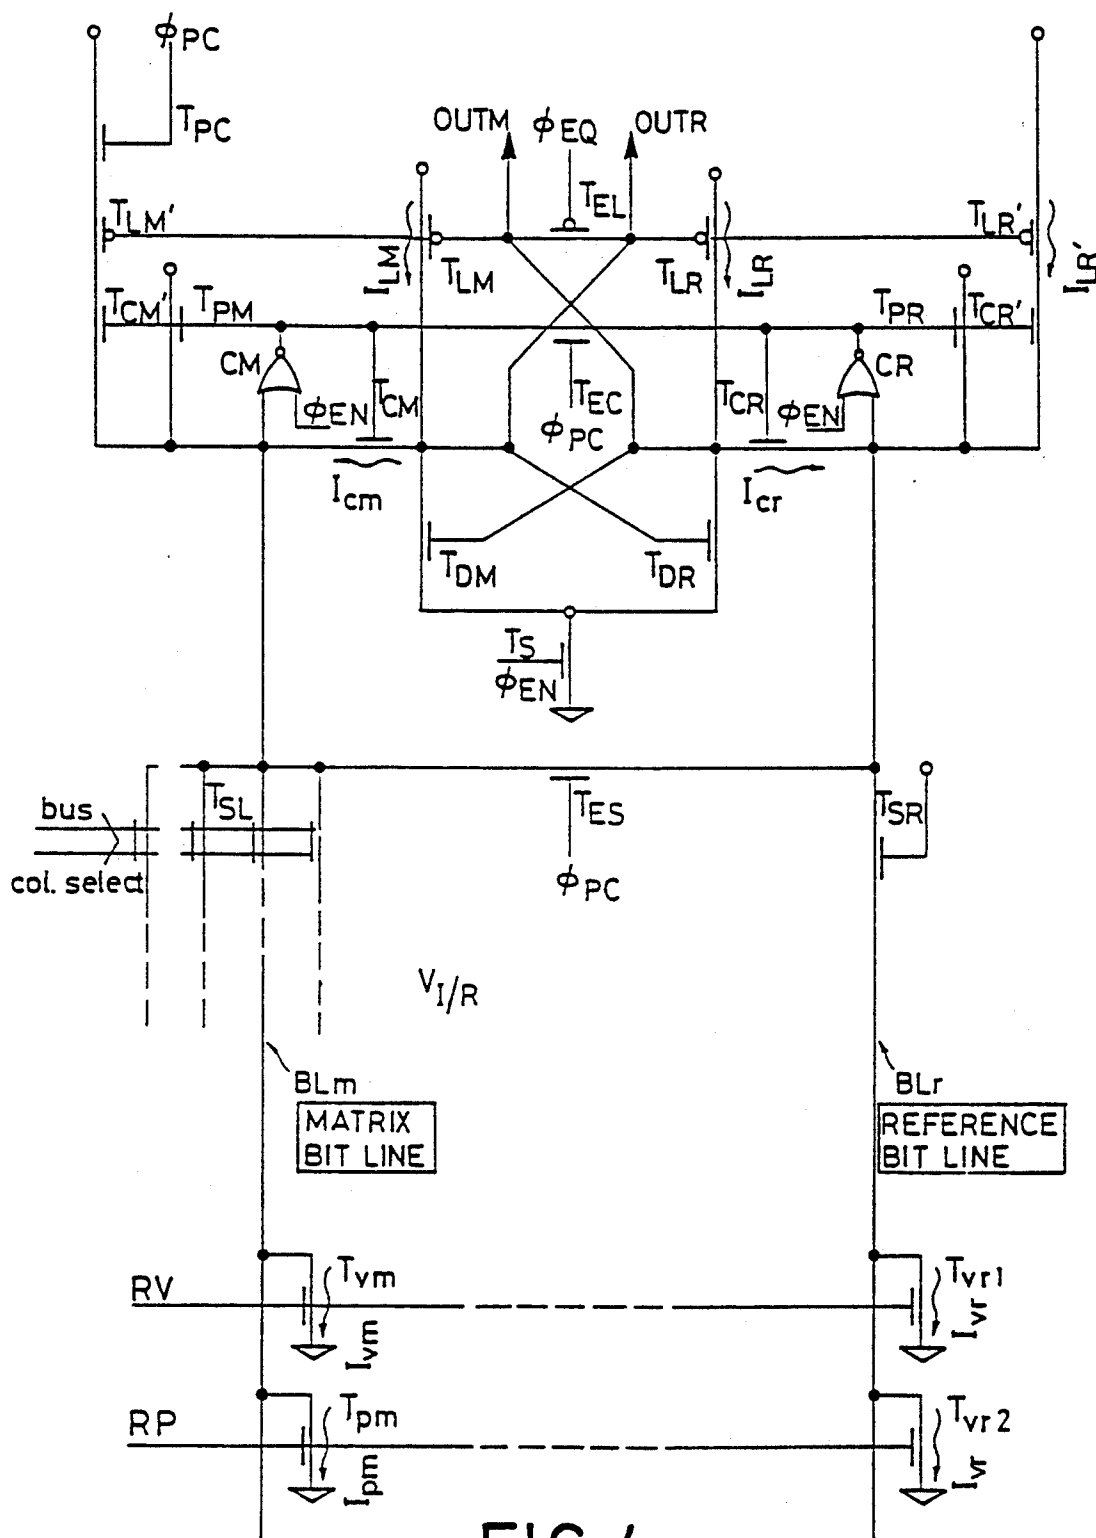 ϕPC
TPC
OUTM ϕEQ OUTR
TEL
TLM' TLR'
ILM TLM TLR ILR ILR'
TCM' TPM TPR TCR'
CM CR
TCM TEC TCR
ϕEN ϕPC ϕEN
Icm Icr
TDM TDR
TS
ϕEN
bus TSL TES TSR
col. select
ϕPC
VI/R
BLm BLr
MATRIX REFERENCE
BIT LINE BIT LINE
RV Tvm Tvr1
Ivm Ivr
RP Tpm Tvr2
Ipm Ivr